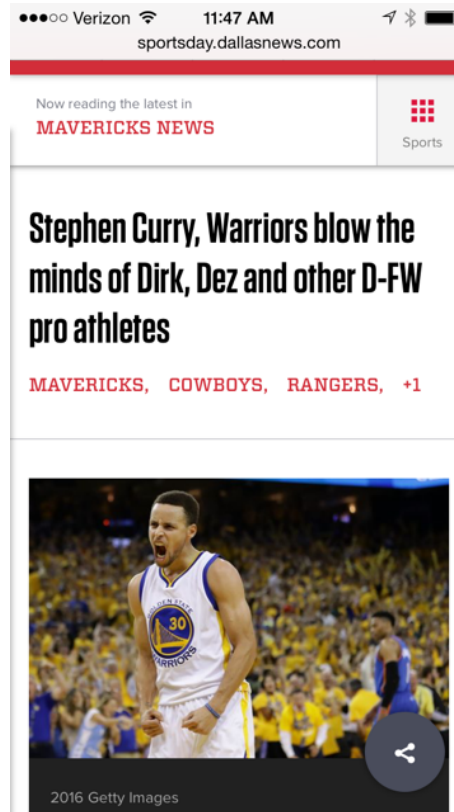 Verizon 11:47 AM
sportsday.dallasnews.com
Now reading the latest in
MAVERICKS NEWS
Sports
Stephen Curry, Warriors blow the
minds of Dirk, Dez and other D-FW
pro athletes
MAVERICKS, COWBOYS, RANGERS, +1
GOLDEN STATE
30
WARRIORS
2016 Getty Images